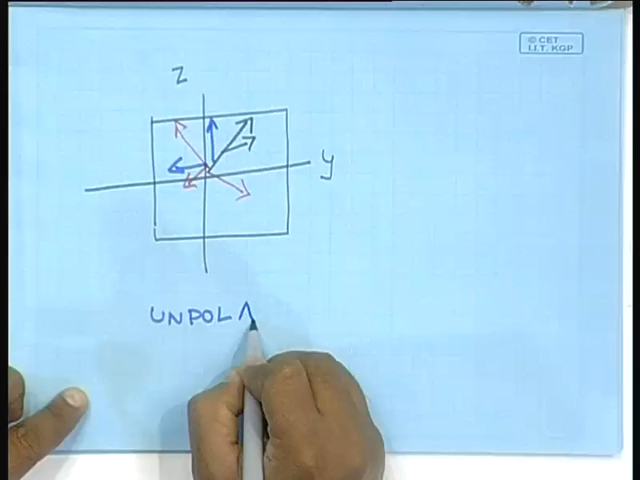 © CET
I.I.T. KGP
z
y
UNPOLA